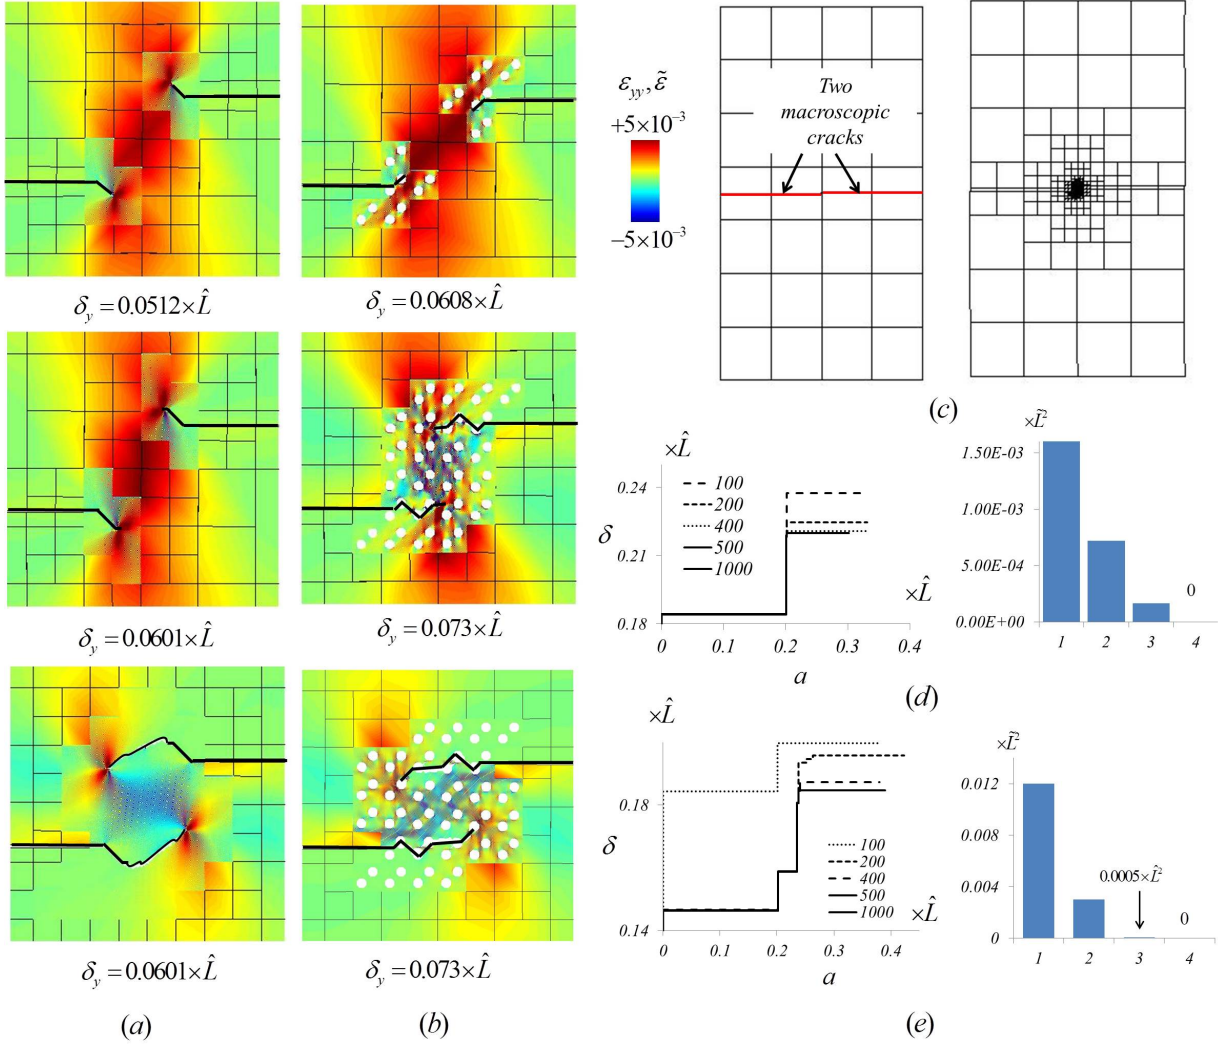 δy = 0.0512×L̂
δy = 0.0608×L̂
δy = 0.0601×L̂
δy = 0.073×L̂
δy = 0.0601×L̂
δy = 0.073×L̂
(a)
(b)
εyy, ε̃
+5×10⁻³
−5×10⁻³
Two
macroscopic
cracks
(c)
×L̂
0.24
0.21
0.18
δ
100
200
400
500
1000
×L̂
0 0.1 0.2 0.3 0.4
a
×L̃²
1.50E-03
1.00E-03
5.00E-04
0.00E+00
0
1 2 3 4
(d)
×L̂
0.18
0.14
δ
100
200
400
500
1000
×L̂
0 0.1 0.2 0.3 0.4
a
×L̃²
0.012
0.008
0.004
0
0.0005×L̂²
0
1 2 3 4
(e)